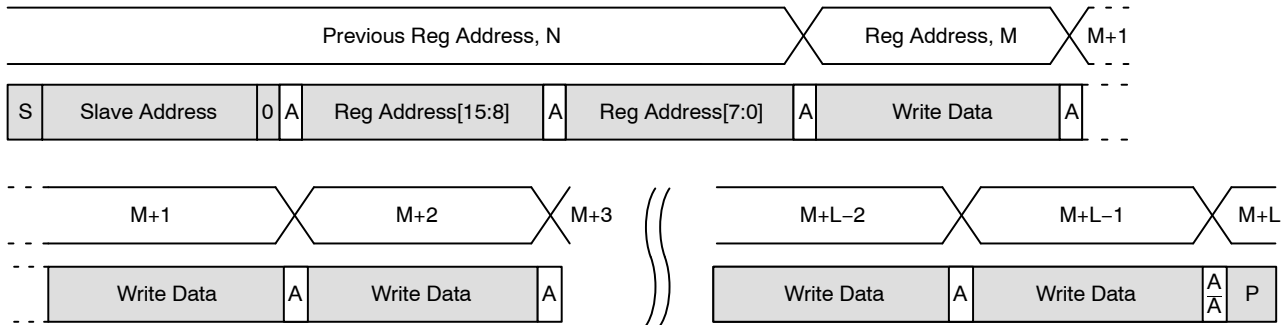 Previous Reg Address, N Reg Address, M M+1
S Slave Address 0 A Reg Address[15:8] A Reg Address[7:0] A Write Data A
M+1 M+2 M+3 M+L−2 M+L−1 M+L
Write Data A Write Data A Write Data A Write Data A P
A̅